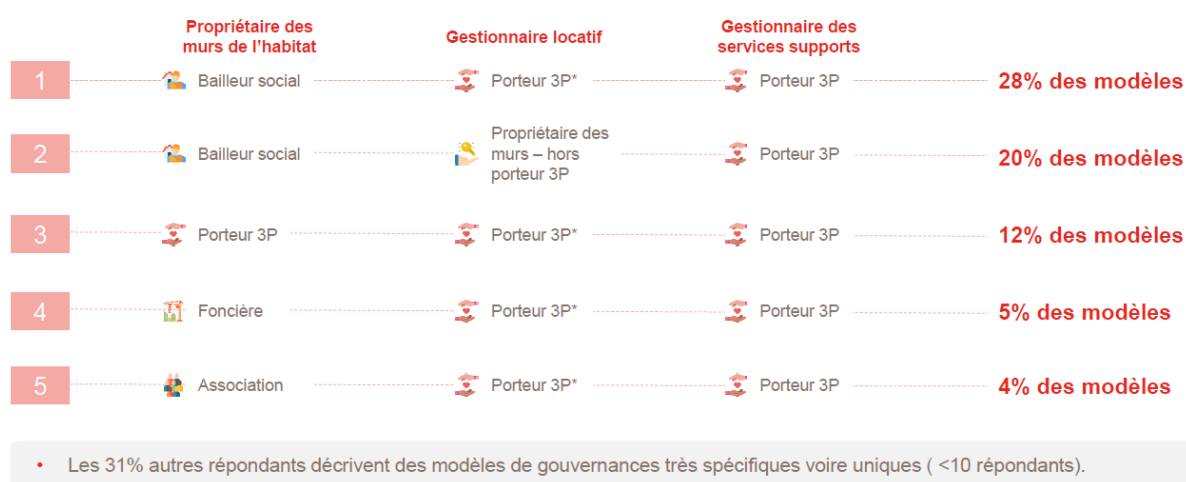 Propriétaire des
murs de l'habitat
Gestionnaire locatif
Gestionnaire des
services supports
1
Bailleur social
Porteur 3P*
Porteur 3P
28% des modèles
2
Bailleur social
Propriétaire des
murs – hors
porteur 3P
Porteur 3P
20% des modèles
3
Porteur 3P
Porteur 3P*
Porteur 3P
12% des modèles
4
Foncière
Porteur 3P*
Porteur 3P
5% des modèles
5
Association
Porteur 3P*
Porteur 3P
4% des modèles
• Les 31% autres répondants décrivent des modèles de gouvernances très spécifiques voire uniques ( <10 répondants).